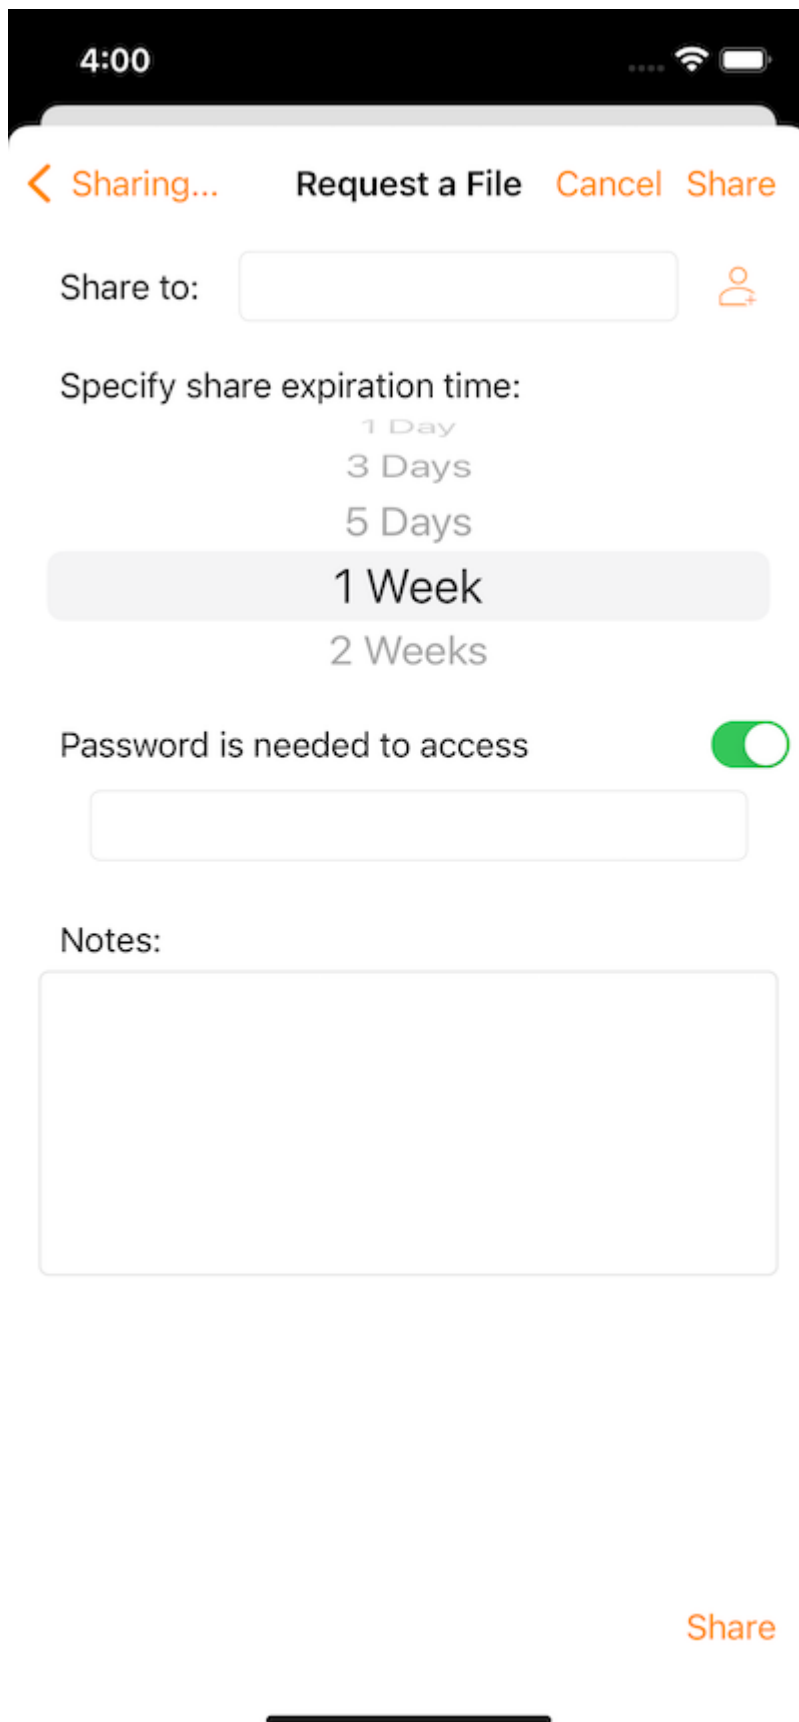 4:00
Sharing... Request a File Cancel Share
Share to:
Specify share expiration time:
1 Day
3 Days
5 Days
1 Week
2 Weeks
Password is needed to access
Notes:
Share